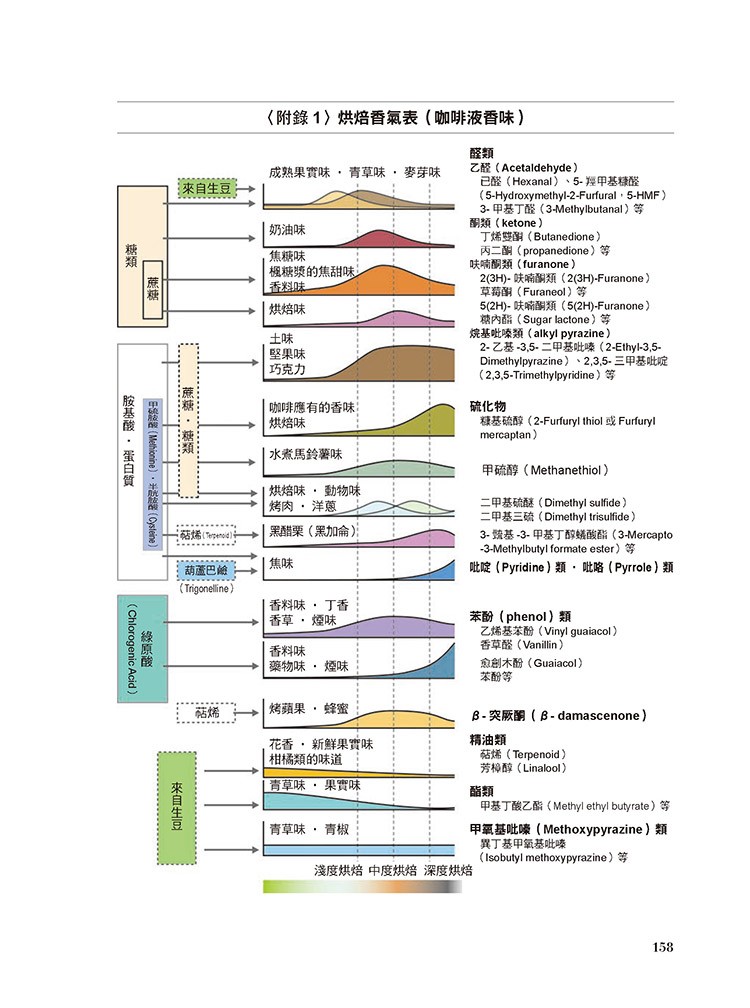 〈附錄1〉烘焙香氣表（咖啡液香味）
來自生豆
成熟果實味 · 青草味 · 麥芽味
糖類
蔗糖
奶油味
焦糖味
楓糖漿的焦甜味
香料味
烘焙味
土味
堅果味
巧克力
胺基酸 · 蛋白質
甲硫胺酸（Methionine） · 半胱胺酸（Cysteine）
蔗糖 · 糖類
咖啡應有的香味
烘焙味
水煮馬鈴薯味
烘焙味 · 動物味
烤肉 · 洋蔥
萜烯（Terpenoid）
黑醋栗（黑加侖）
葫蘆巴鹼
（Trigonelline）
焦味
綠原酸
（Chlorogenic Acid）
香料味 · 丁香
香草 · 煙味
香料味
藥物味 · 煙味
萜烯
烤蘋果 · 蜂蜜
來自生豆
花香 · 新鮮果實味
柑橘類的味道
青草味 · 果實味
青草味 · 青椒
淺度烘焙 中度烘焙 深度烘焙
醛類
乙醛（Acetaldehyde）
已醛（Hexanal）、5- 羥甲基糠醛
（5-Hydroxymethyl-2-Furfural，5-HMF）
3- 甲基丁醛（3-Methylbutanal）等
酮類（ketone）
丁烯雙酮（Butanedione）
丙二酮（propanedione）等
呋喃酮類（furanone）
2(3H)- 呋喃酮類（2(3H)-Furanone）
草莓酮（Furaneol）等
5(2H)- 呋喃酮類（5(2H)-Furanone）
糖內酯（Sugar lactone）等
烷基吡嗪類（alkyl pyrazine）
2- 乙基 -3,5- 二甲基吡嗪（2-Ethyl-3,5-
Dimethylpyrazine）、2,3,5- 三甲基吡啶
（2,3,5-Trimethylpyridine）等
硫化物
糠基硫醇（2-Furfuryl thiol 或 Furfuryl
mercaptan）
甲硫醇（Methanethiol）
二甲基硫醚（Dimethyl sulfide）
二甲基三硫（Dimethyl trisulfide）
3- 巰基 -3- 甲基丁醇蟻酸酯（3-Mercapto
-3-Methylbutyl formate ester）等
吡啶（Pyridine）類 · 吡咯（Pyrrole）類
苯酚（phenol）類
乙烯基苯酚（Vinyl guaiacol）
香草醛（Vanillin）
愈創木酚（Guaiacol）
苯酚等
β- 突厥酮（β-damascenone）
精油類
萜烯（Terpenoid）
芳樟醇（Linalool）
酯類
甲基丁酸乙酯（Methyl ethyl butyrate）等
甲氧基吡嗪（Methoxypyrazine）類
異丁基甲氧基吡嗪
（Isobutyl methoxypyrazine）等
158